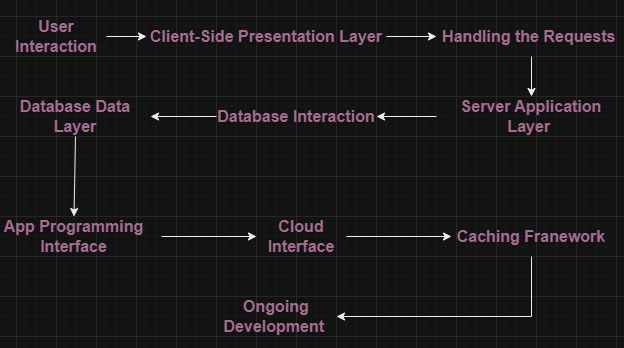 User
Interaction
Client-Side Presentation Layer
Handling the Requests
Server Application
Layer
Database Interaction
Database Data
Layer
App Programming
Interface
Cloud
Interface
Caching Franework
Ongoing
Development